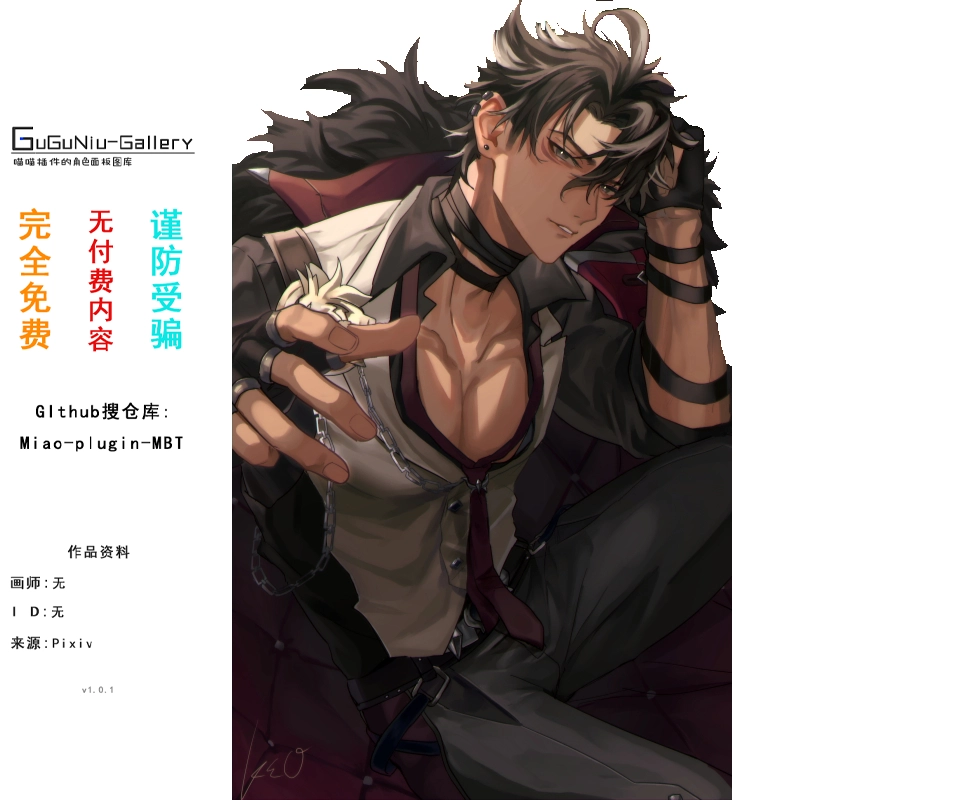 GuGuNiu-Gallery
喵喵插件的角色面板图库
完全免费
无付费内容
谨防受骗
GIthub搜仓库:
Miao-plugin-MBT
作品资料
画师:无
I D:无
来源:Pixiv
v1.0.1